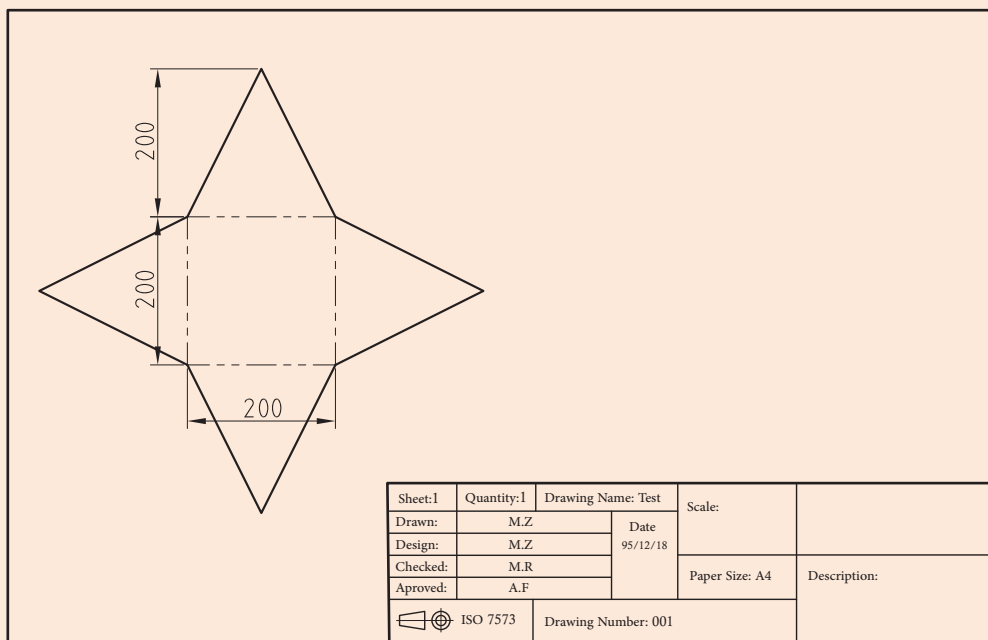 200
200
200
Sheet:1 Quantity:1 Drawing Name: Test Scale:
Drawn: M.Z Date
Design: M.Z 95/12/18
Checked: M.R Paper Size: A4 Description:
Aproved: A.F
ISO 7573 Drawing Number: 001